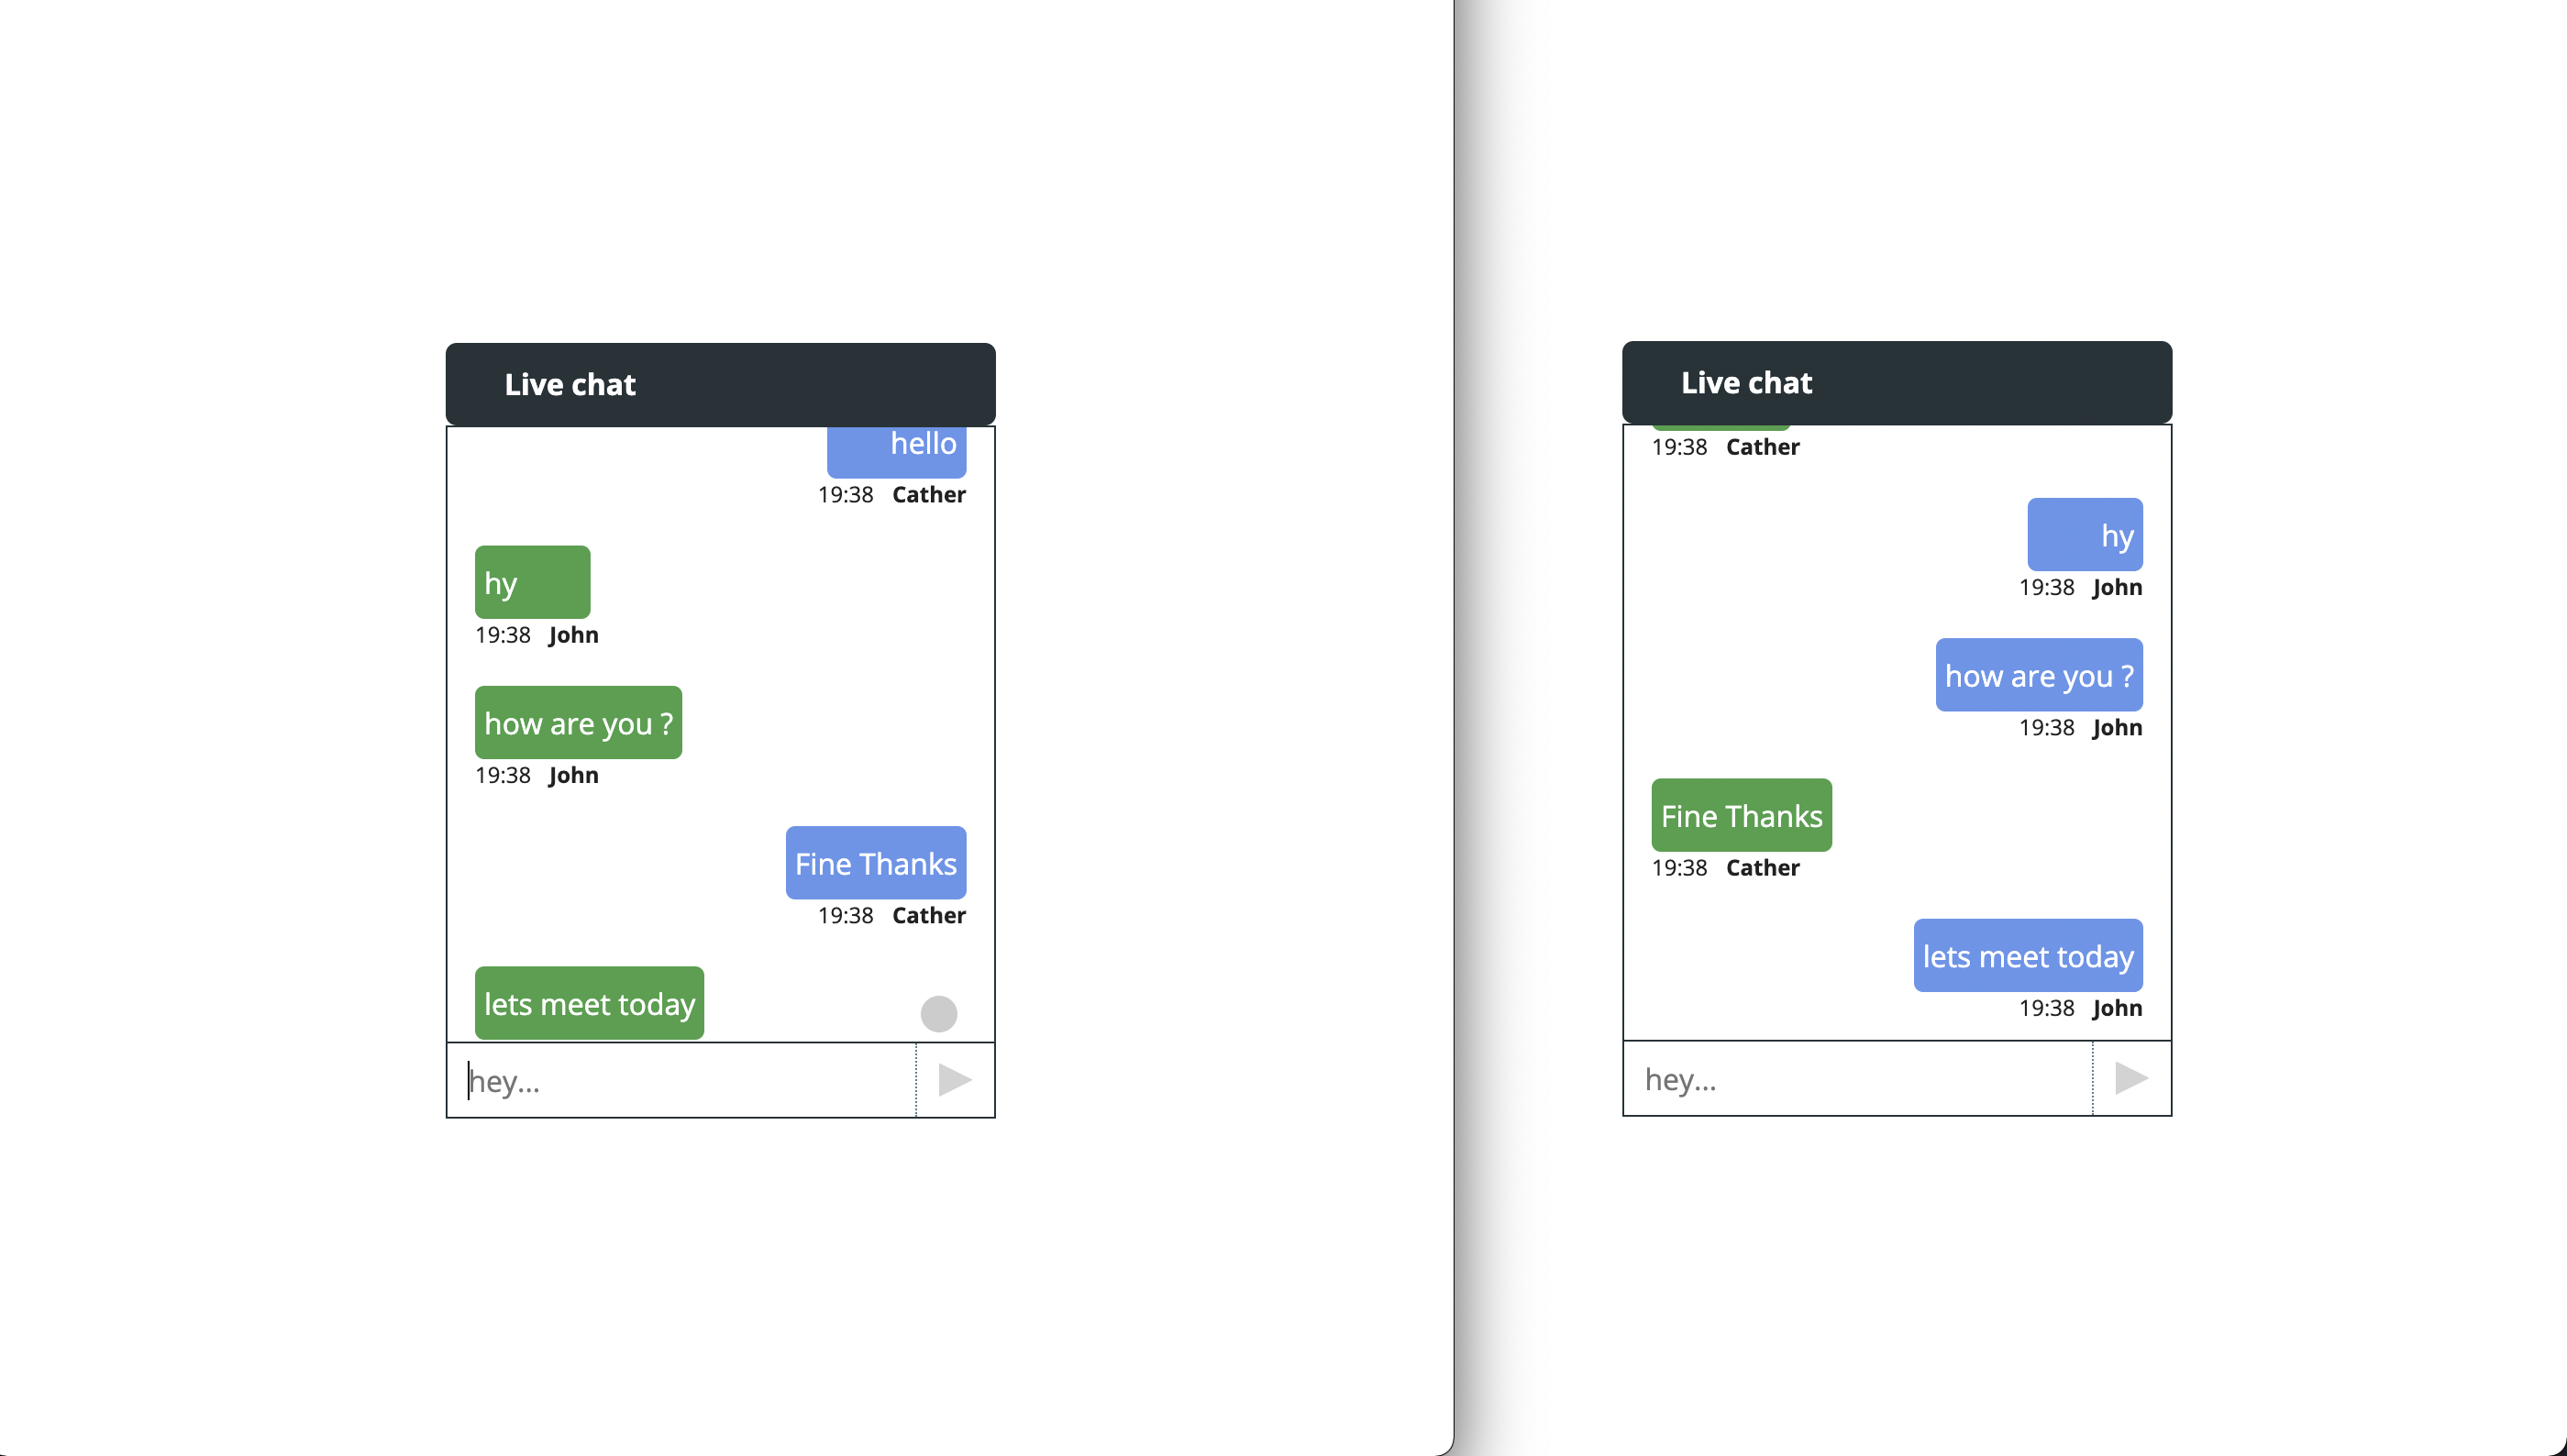 Live chat
hello
19:38 Cather
hy
19:38 John
how are you ?
19:38 John
Fine Thanks
19:38 Cather
lets meet today
hey...
Live chat
19:38 Cather
hy
19:38 John
how are you ?
19:38 John
Fine Thanks
19:38 Cather
lets meet today
19:38 John
hey...